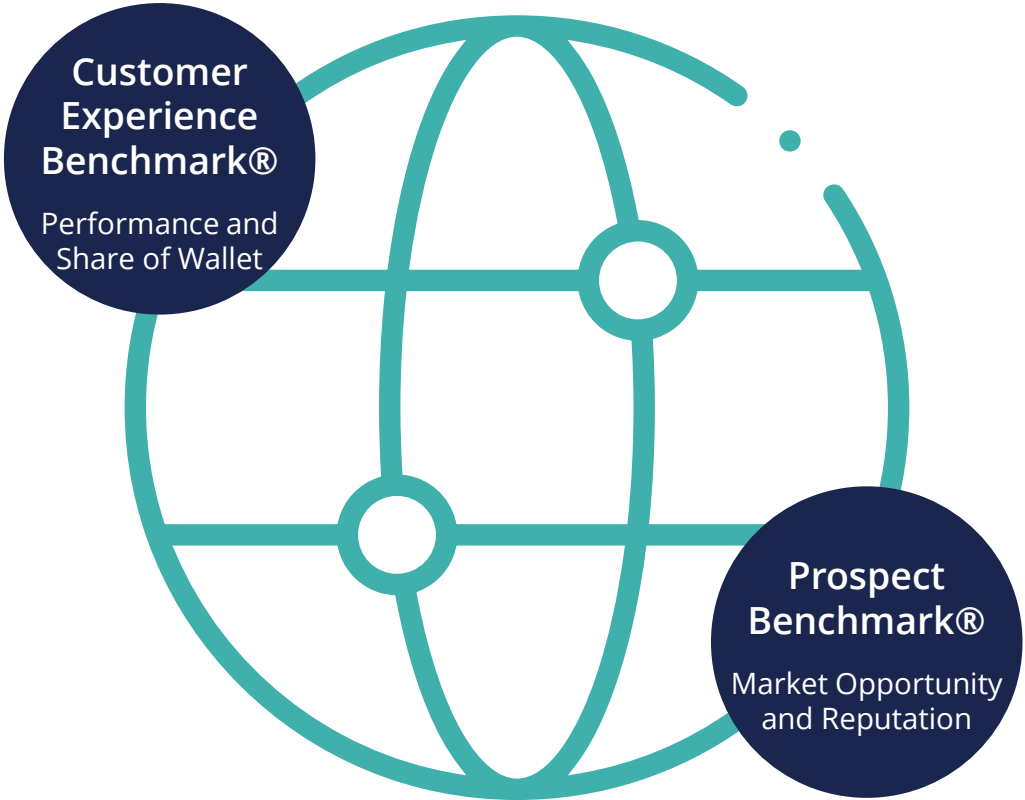 Customer
Experience
Benchmark®
Performance and
Share of Wallet
Prospect
Benchmark®
Market Opportunity
and Reputation